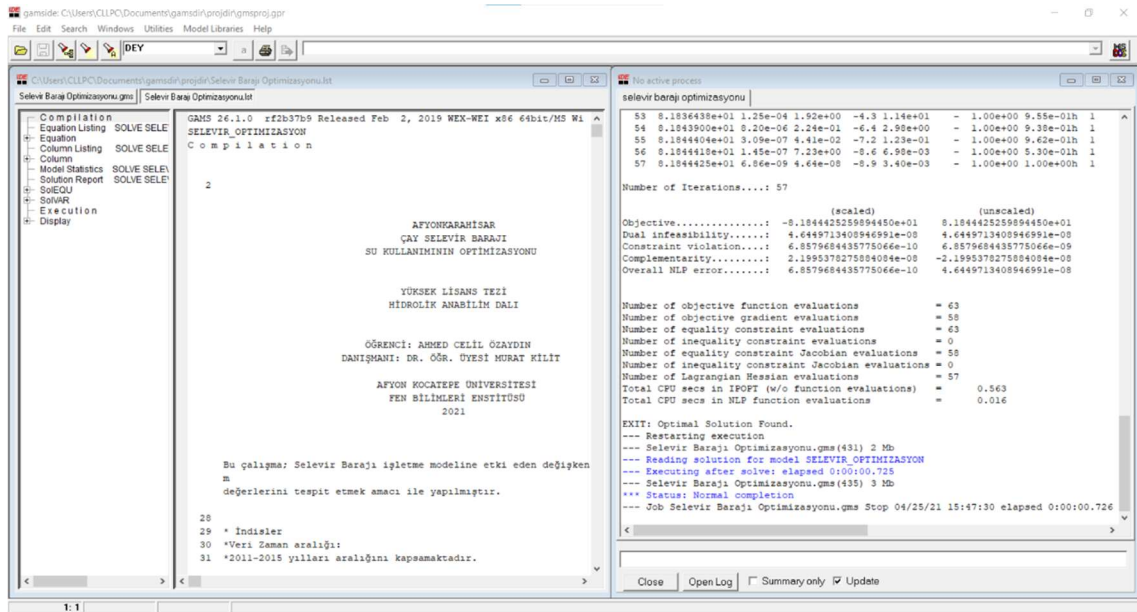 gamside: C:\Users\CLLPC\Documents\gamsdir\projdir\gmsproj.gpr
File Edit Search Windows Utilities Model Libraries Help
DEY
a
C:\Users\CLLPC\Documents\gamsdir\projdir\Selevir Barajı Optimizasyonu.lst
Selevir Barajı Optimizasyonu.gms Selevir Barajı Optimizasyonu.lst
Compilation
Equation Listing SOLVE SELE
Equation
Column Listing SOLVE SELE
Column
Model Statistics SOLVE SELE
Solution Report SOLVE SELE
SolEQU
SolVAR
Execution
Display
GAMS 26.1.0 rf2b37b9 Released Feb 2, 2019 WEX-WEI x86 64bit/MS Wi
SELEVIR_OPTIMIZASYON
C o m p i l a t i o n
2
AFYONKARAHİSAR
ÇAY SELEVİR BARAJI
SU KULLANIMININ OPTİMİZASYONU
YÜKSEK LİSANS TEZİ
HİDROLİK ANABİLİM DALI
ÖĞRENCİ: AHMED CELİL ÖZAYDIN
DANIŞMANI: DR. ÖĞR. ÜYESİ MURAT KİLİT
AFYON KOCATEPE ÜNİVERSİTESİ
FEN BİLİMLERİ ENSTİTÜSÜ
2021
Bu çalışma; Selevir Barajı işletme modeline etki eden değişken
m
değerlerini tespit etmek amacı ile yapılmıştır.
28
29 * İndisler
30 *Veri Zaman aralığı:
31 *2011-2015 yılları aralığını kapsamaktadır.
1: 1
No active process
selevir barajı optimizasyonu
53 8.1836438e+01 1.25e-04 1.92e+00 -4.3 1.14e+01 - 1.00e+00 9.55e-01h 1
54 8.1843900e+01 8.20e-06 2.24e-01 -6.4 2.98e+00 - 1.00e+00 9.38e-01h 1
55 8.1844404e+01 3.09e-07 4.41e-02 -7.2 1.23e-01 - 1.00e+00 9.62e-01h 1
56 8.1844418e+01 1.45e-07 7.23e+00 -8.6 6.98e-03 - 1.00e+00 5.30e-01h 1
57 8.1844425e+01 6.86e-09 4.64e-08 -8.9 3.40e-03 - 1.00e+00 1.00e+00h 1
Number of Iterations....: 57
(scaled) (unscaled)
Objective...............: -8.1844425259894450e+01 8.1844425259894450e+01
Dual infeasibility......: 4.6449713408946991e-08 4.6449713408946991e-08
Constraint violation....: 6.8579684435775066e-10 6.8579684435775066e-09
Complementarity.........: 2.1995378275884084e-08 -2.1995378275884084e-08
Overall NLP error.......: 6.8579684435775066e-10 4.6449713408946991e-08
Number of objective function evaluations = 63
Number of objective gradient evaluations = 58
Number of equality constraint evaluations = 63
Number of inequality constraint evaluations = 0
Number of equality constraint Jacobian evaluations = 58
Number of inequality constraint Jacobian evaluations = 0
Number of Lagrangian Hessian evaluations = 57
Total CPU secs in IPOPT (w/o function evaluations) = 0.563
Total CPU secs in NLP function evaluations = 0.016
EXIT: Optimal Solution Found.
--- Restarting execution
--- Selevir Barajı Optimizasyonu.gms(431) 2 Mb
--- Reading solution for model SELEVIR_OPTIMIZASYON
--- Executing after solve: elapsed 0:00:00.725
--- Selevir Barajı Optimizasyonu.gms(435) 3 Mb
*** Status: Normal completion
--- Job Selevir Barajı Optimizasyonu.gms Stop 04/25/21 15:47:30 elapsed 0:00:00.726
Close Open Log Summary only Update